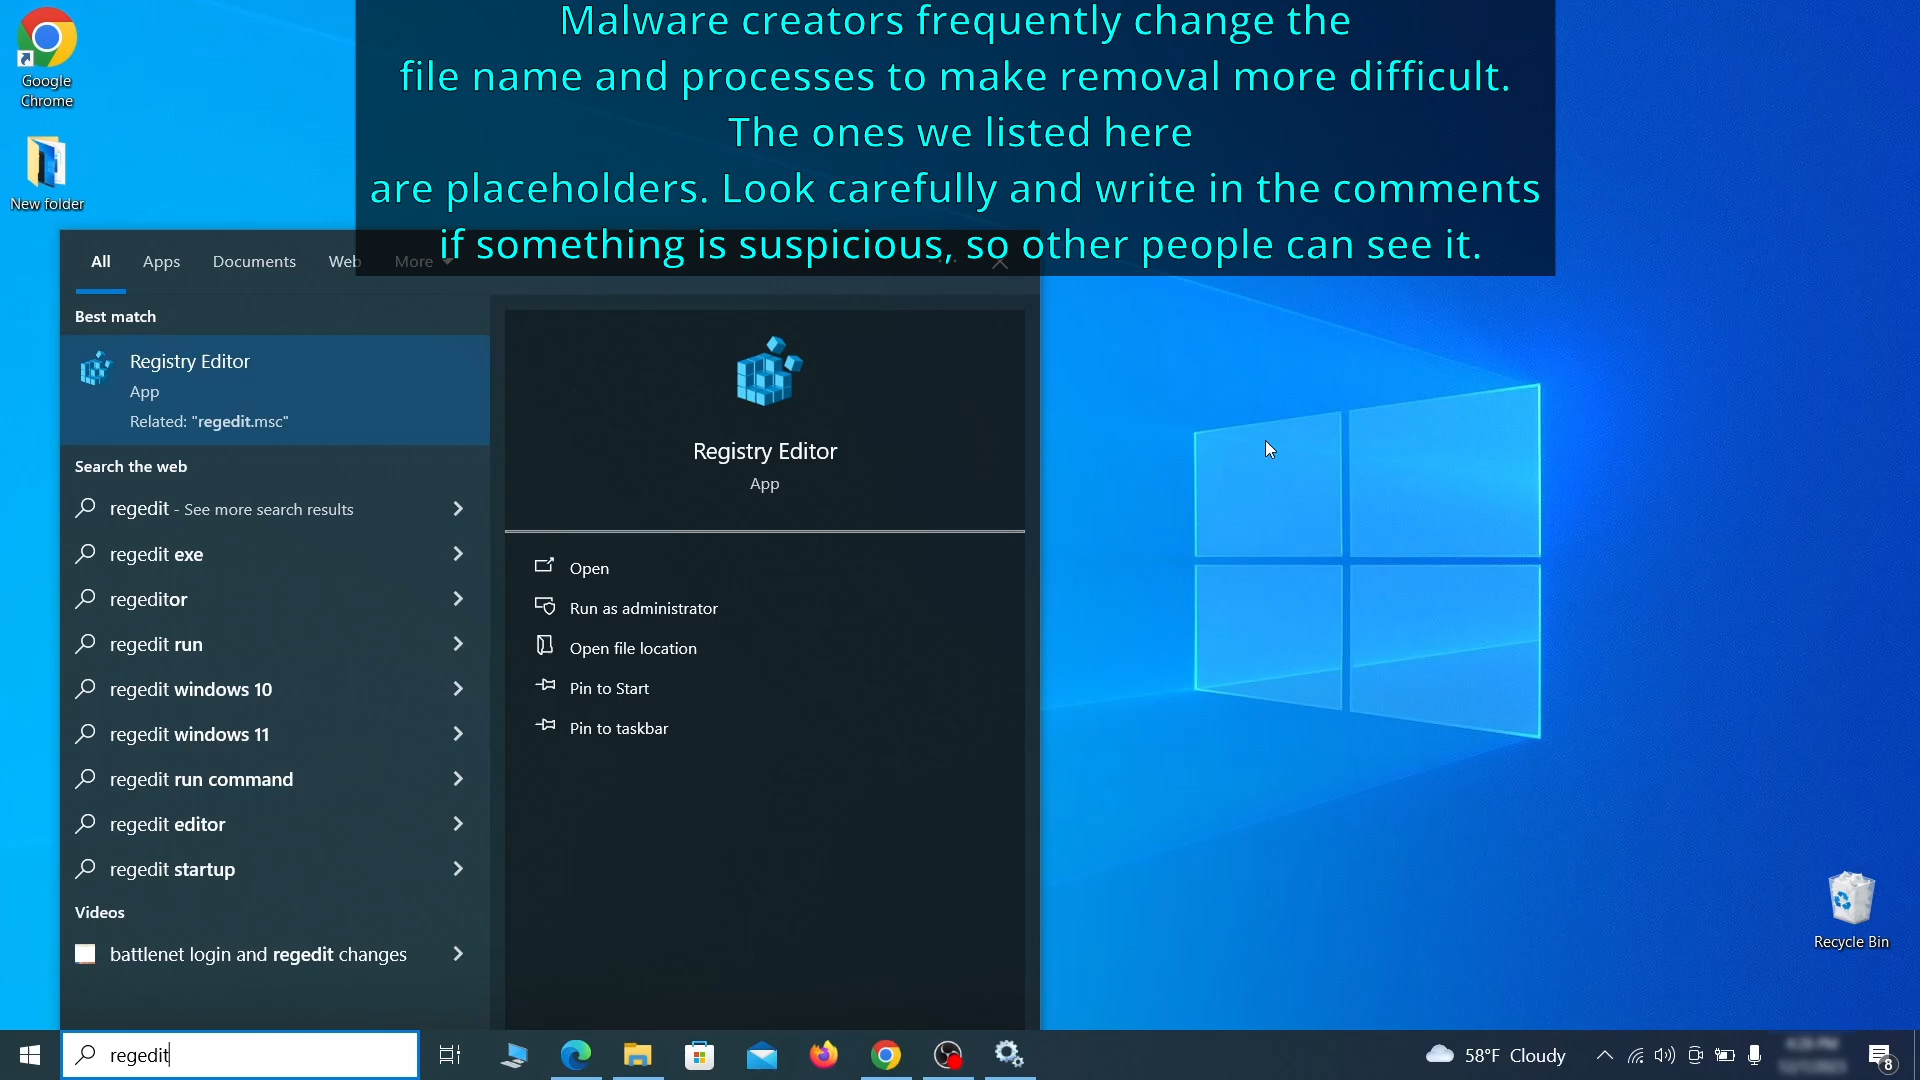 Malware creators frequently change the
file name and processes to make removal more difficult.
The ones we listed here
are placeholders. Look carefully and write in the comments
if something is suspicious, so other people can see it.
Google
Chrome
New folder
All Apps Documents Web More
Best match
Registry Editor
App
Related: "regedit.msc"
Search the web
regedit - See more search results
regedit exe
regeditor
regedit run
regedit windows 10
regedit windows 11
regedit run command
regedit editor
regedit startup
Videos
battlenet login and regedit changes
Registry Editor
App
Open
Run as administrator
Open file location
Pin to Start
Pin to taskbar
Recycle Bin
regedit
58°F Cloudy
8